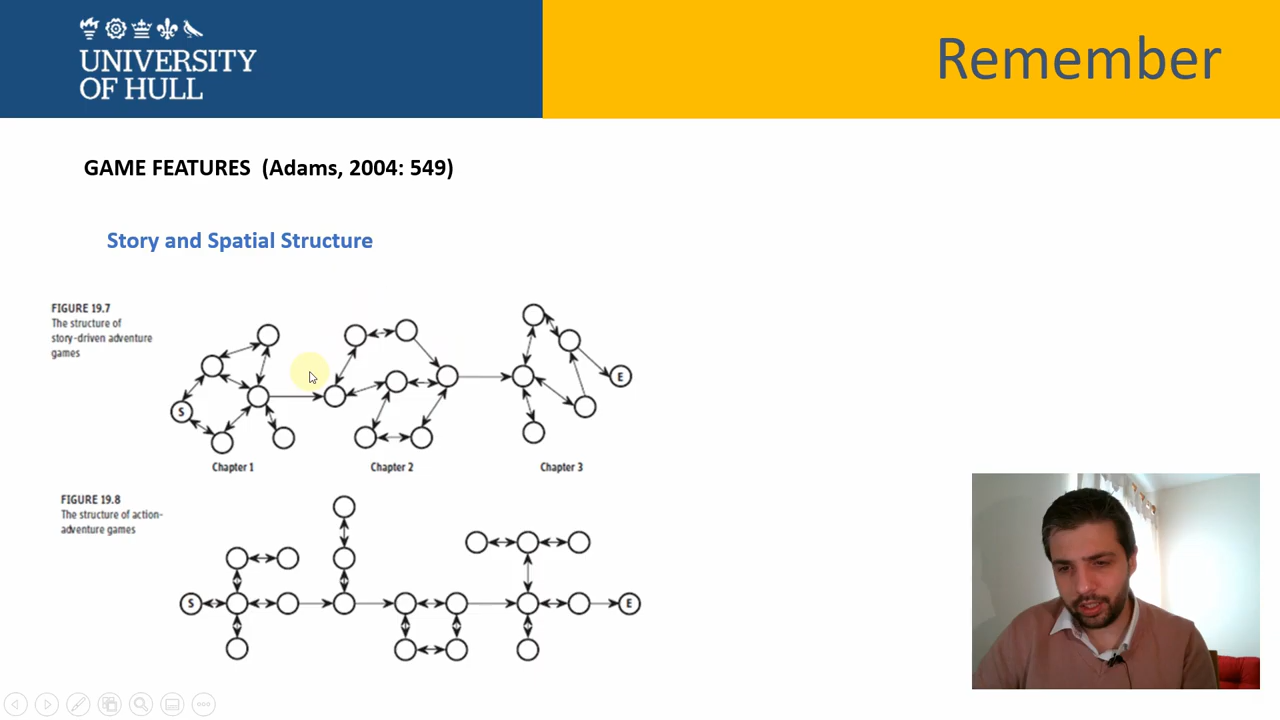 UNIVERSITY
OF HULL
Remember
GAME FEATURES (Adams, 2004: 549)
Story and Spatial Structure
FIGURE 19.7
The structure of
story-driven adventure
games
S
E
Chapter 1
Chapter 2
Chapter 3
FIGURE 19.8
The structure of action-
adventure games
S
E